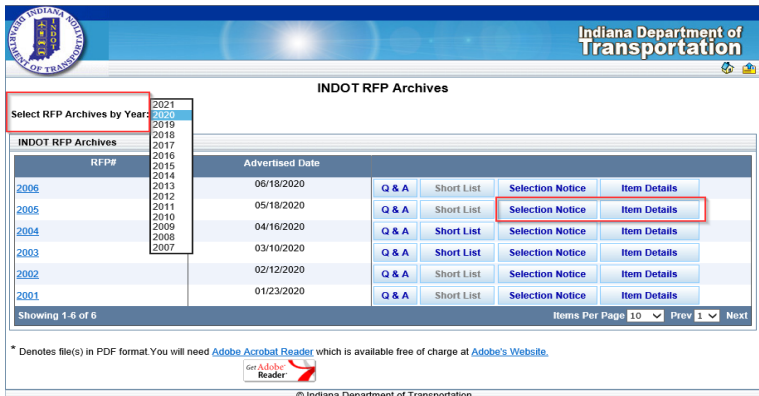 INDIANA
DEPARTMENT OF TRANSPORTATION
INDOT
Indiana Department of
Transportation
INDOT RFP Archives
Select RFP Archives by Year:
2021
2020
2019
2018
2017
2016
2015
2014
2013
2012
2011
2010
2009
2008
2007
INDOT RFP Archives
RFP# Advertised Date
2006 06/18/2020 Q & A Short List Selection Notice Item Details
2005 05/18/2020 Q & A Short List Selection Notice Item Details
2004 04/16/2020 Q & A Short List Selection Notice Item Details
2003 03/10/2020 Q & A Short List Selection Notice Item Details
2002 02/12/2020 Q & A Short List Selection Notice Item Details
2001 01/23/2020 Q & A Short List Selection Notice Item Details
Showing 1-6 of 6 Items Per Page 10 Prev 1 Next
* Denotes file(s) in PDF format.You will need Adobe Acrobat Reader which is available free of charge at Adobe's Website.
Get Adobe
Reader
© Indiana Department of Transportation